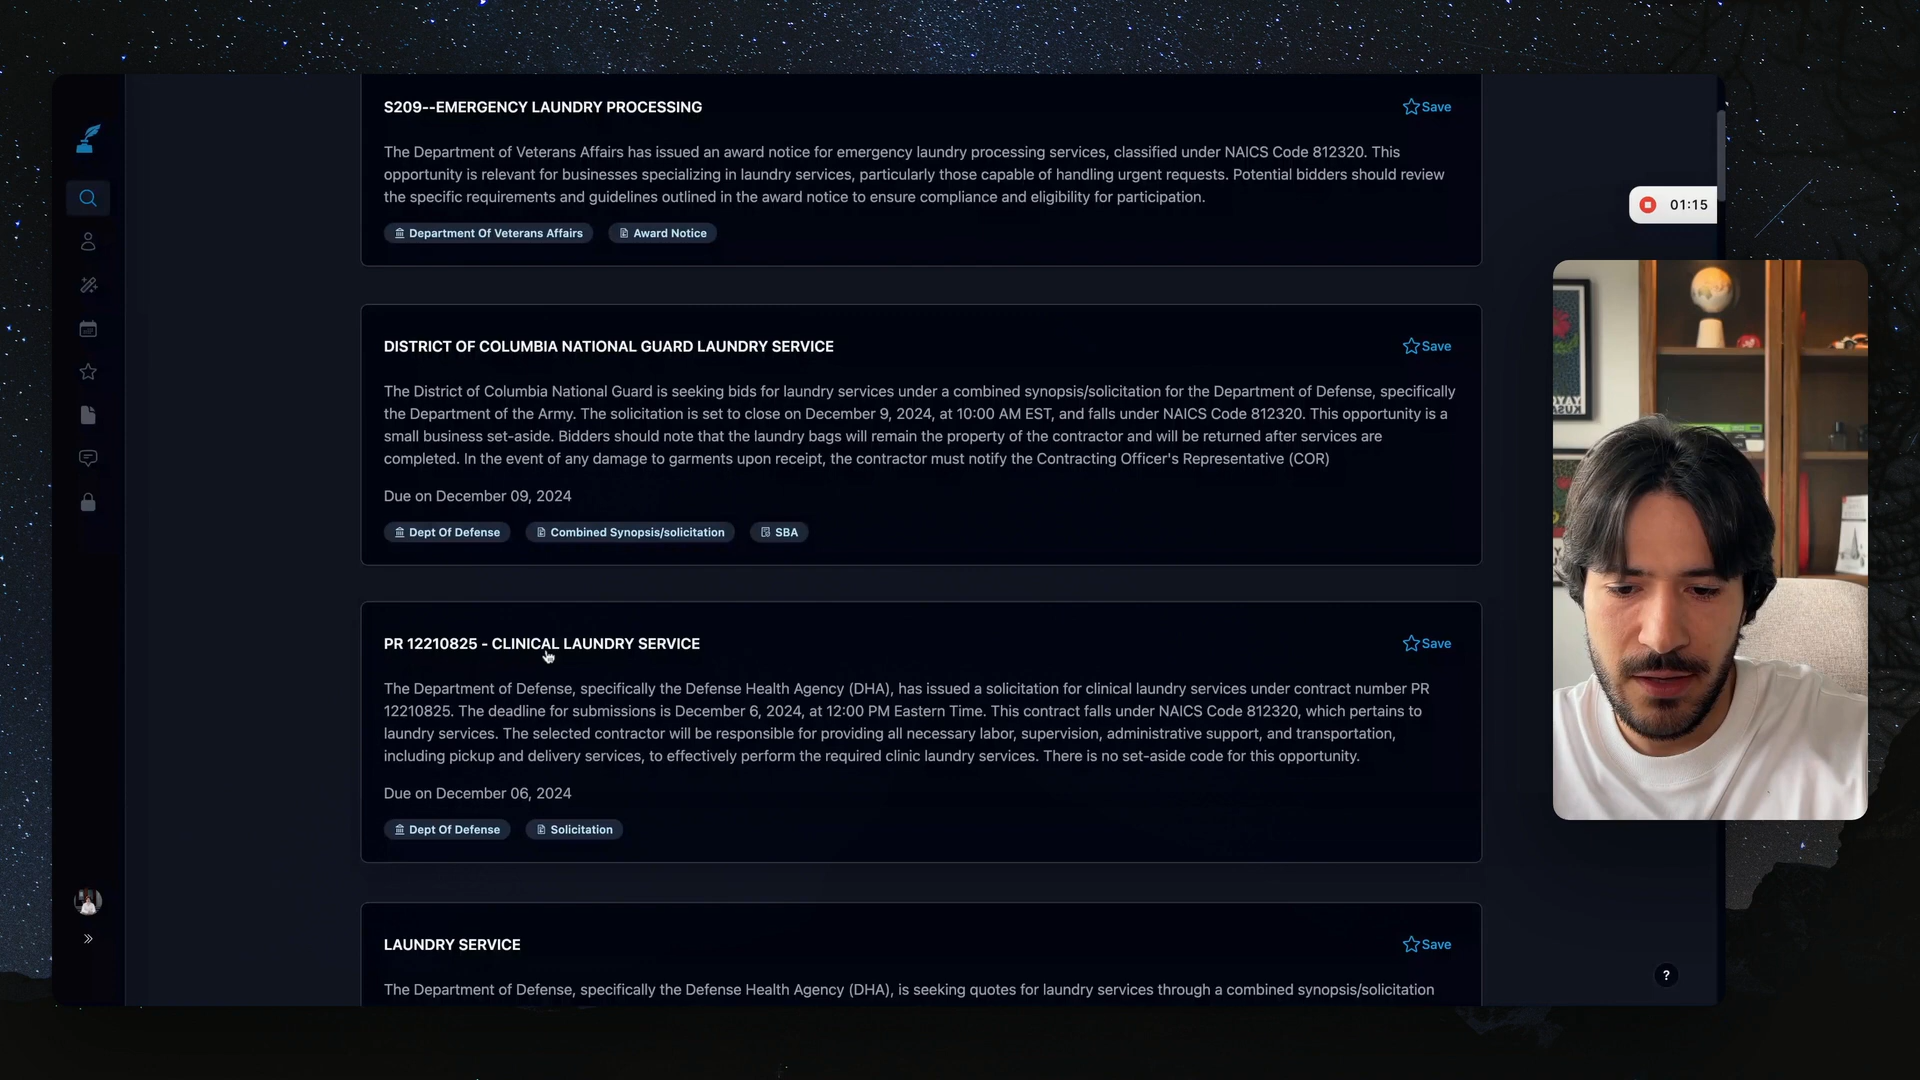 S209--EMERGENCY LAUNDRY PROCESSING
Save
The Department of Veterans Affairs has issued an award notice for emergency laundry processing services, classified under NAICS Code 812320. This
opportunity is relevant for businesses specializing in laundry services, particularly those capable of handling urgent requests. Potential bidders should review
the specific requirements and guidelines outlined in the award notice to ensure compliance and eligibility for participation.
Department Of Veterans Affairs
Award Notice
01:15
DISTRICT OF COLUMBIA NATIONAL GUARD LAUNDRY SERVICE
Save
The District of Columbia National Guard is seeking bids for laundry services under a combined synopsis/solicitation for the Department of Defense, specifically
the Department of the Army. The solicitation is set to close on December 9, 2024, at 10:00 AM EST, and falls under NAICS Code 812320. This opportunity is a
small business set-aside. Bidders should note that the laundry bags will remain the property of the contractor and will be returned after services are
completed. In the event of any damage to garments upon receipt, the contractor must notify the Contracting Officer's Representative (COR)
Due on December 09, 2024
Dept Of Defense
Combined Synopsis/solicitation
SBA
PR 12210825 - CLINICAL LAUNDRY SERVICE
Save
The Department of Defense, specifically the Defense Health Agency (DHA), has issued a solicitation for clinical laundry services under contract number PR
12210825. The deadline for submissions is December 6, 2024, at 12:00 PM Eastern Time. This contract falls under NAICS Code 812320, which pertains to
laundry services. The selected contractor will be responsible for providing all necessary labor, supervision, administrative support, and transportation,
including pickup and delivery services, to effectively perform the required clinic laundry services. There is no set-aside code for this opportunity.
Due on December 06, 2024
Dept Of Defense
Solicitation
LAUNDRY SERVICE
Save
The Department of Defense, specifically the Defense Health Agency (DHA), is seeking quotes for laundry services through a combined synopsis/solicitation
?